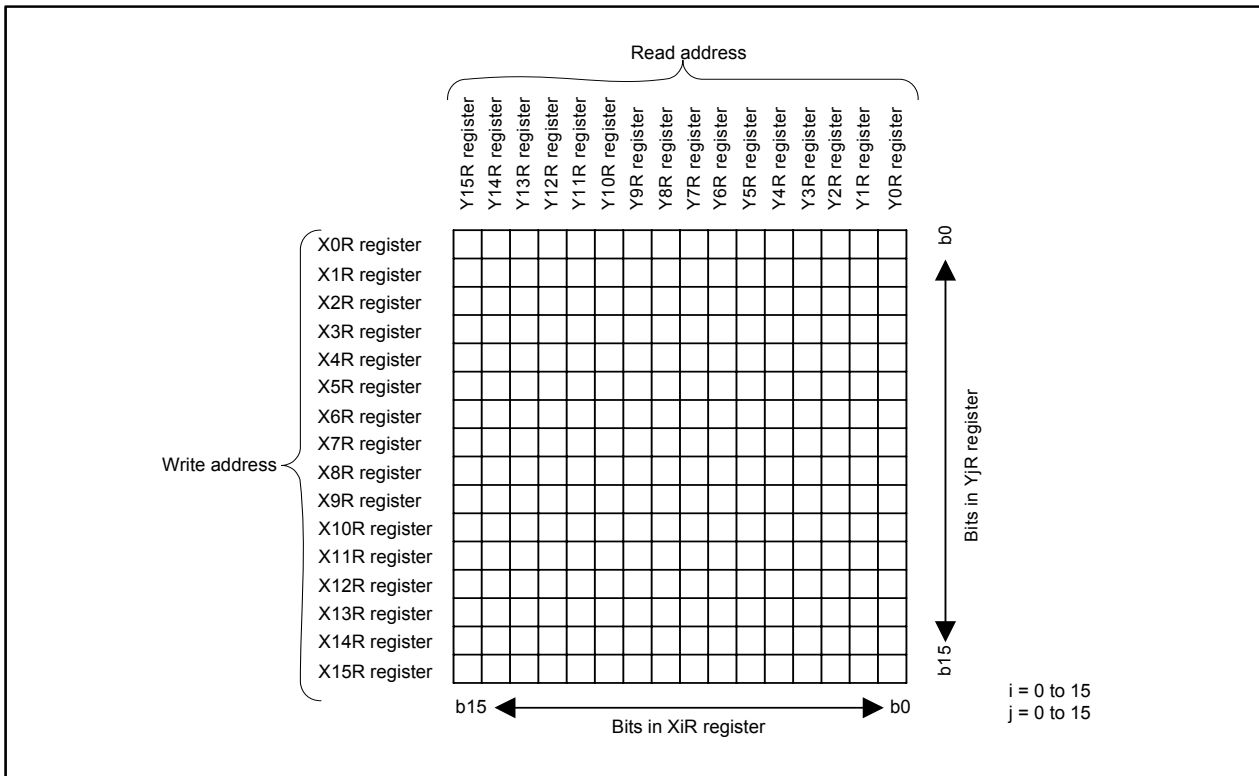 Read address
Y15R register
Y14R register
Y13R register
Y12R register
Y11R register
Y10R register
Y9R register
Y8R register
Y7R register
Y6R register
Y5R register
Y4R register
Y3R register
Y2R register
Y1R register
Y0R register
Write address
X0R register
X1R register
X2R register
X3R register
X4R register
X5R register
X6R register
X7R register
X8R register
X9R register
X10R register
X11R register
X12R register
X13R register
X14R register
X15R register
b0
Bits in YjR register
b15
b15
Bits in XiR register
b0
i = 0 to 15
j = 0 to 15